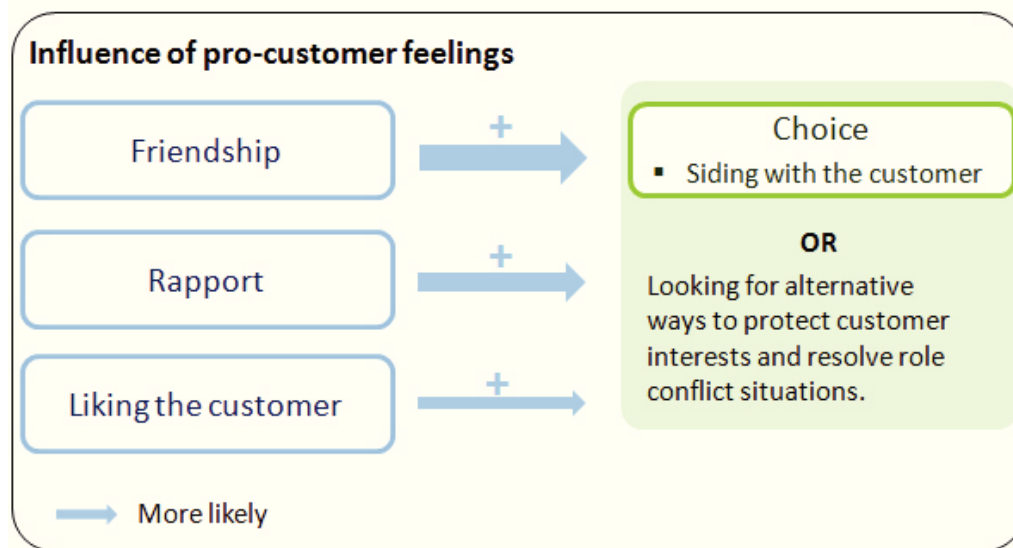 Influence of pro-customer feelings
Friendship
+
Choice
▪ Siding with the customer
Rapport
+
OR
Looking for alternative
ways to protect customer
interests and resolve role
conflict situations.
Liking the customer
+
More likely